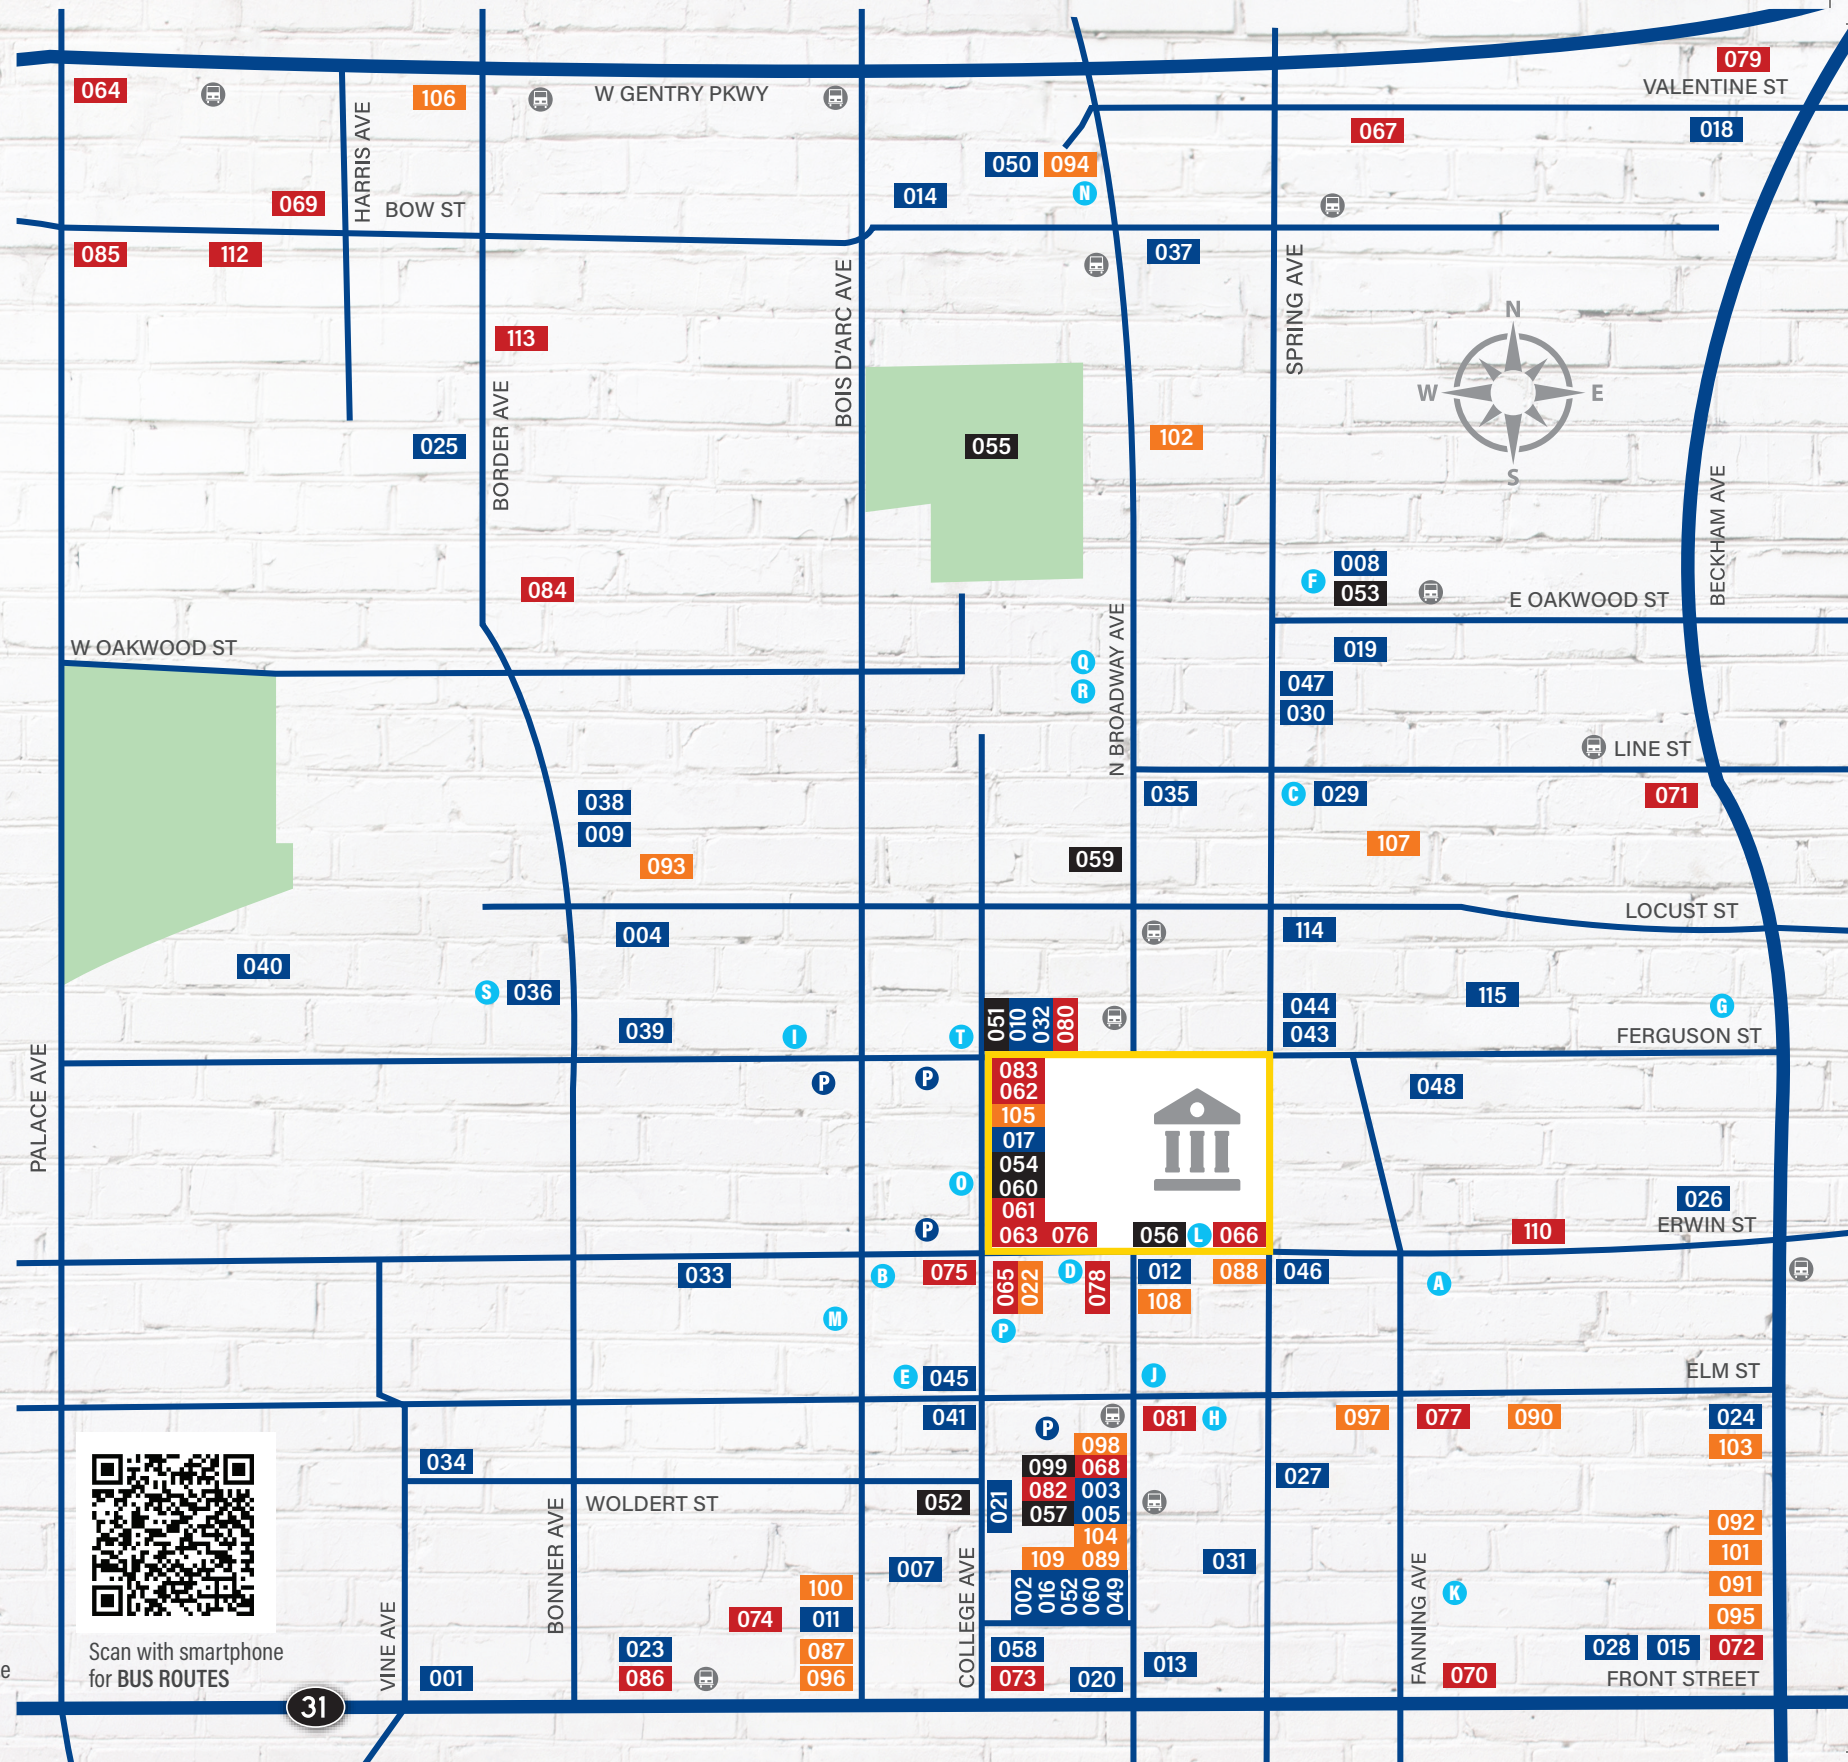 079
VALENTINE ST
064
106
W GENTRY PKWY
HARRIS AVE
067
018
050 094
N
014
069
BOW ST
085
112
037
BOIS D'ARC AVE
SPRING AVE
N
W E
S
113
BORDER AVE
025
055
102
BECKHAM AVE
084
F
008
053
E OAKWOOD ST
W OAKWOOD ST
N BROADWAY AVE
Q
R
019
047
030
LINE ST
038
009
093
035
C 029
071
107
059
LOCUST ST
004
114
040
S 036
115
G
039
I
T
051
010
032
080
044
043
FERGUSON ST
PALACE AVE
P
P
083
062
105
017
054
060
061
063 076
056 L 066
048
O
P
026
ERWIN ST
110
033
B
075
065
022
D
078
012
088
046
108
A
M
P
E 045
J
ELM ST
041
P
081 H
097
077
090
024
103
034
098
099 068
082 003
057 005
104
109 089
021
027
WOLDERT ST
052
BONNER AVE
007
031
092
101
091
095
002
016
052
060
049
COLLEGE AVE
FANNING AVE
K
100
074
011
023
087
086
096
058
073
020
013
028 015 072
070
FRONT STREET
VINE AVE
001
Scan with smartphone
for BUS ROUTES
e
31